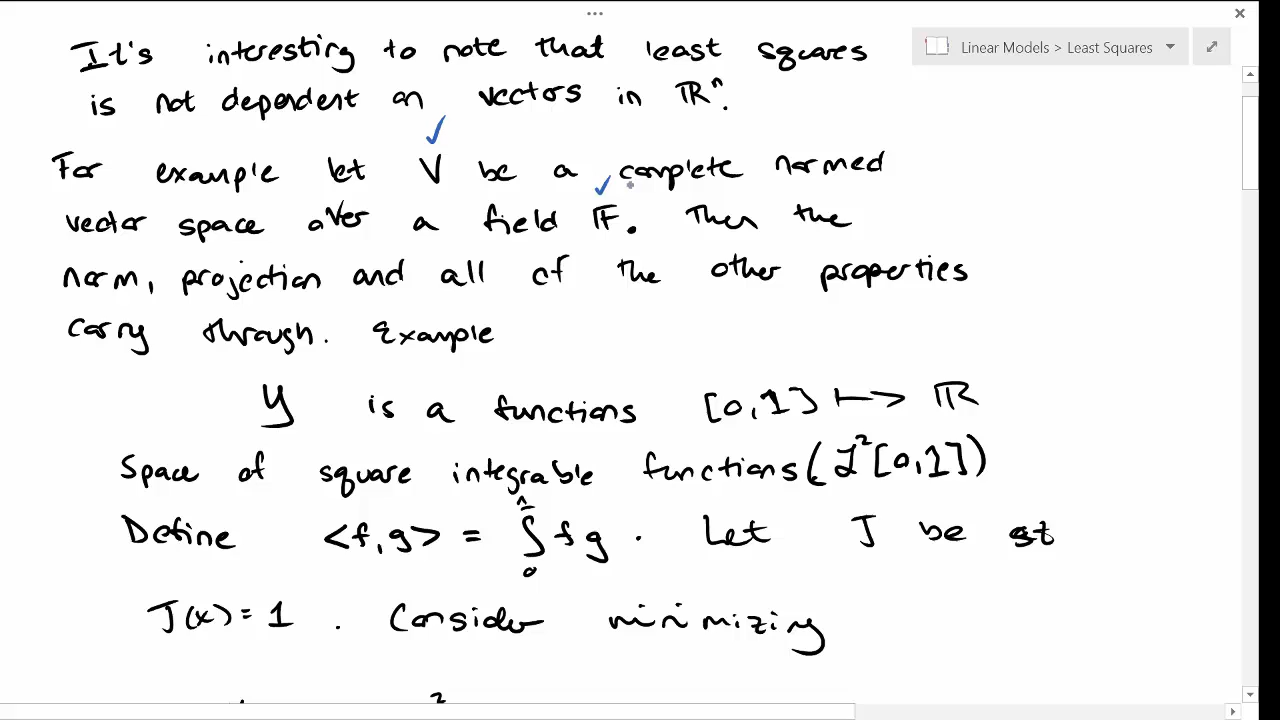 It's interesting to note that least squares
Linear Models > Least Squares
is not dependent on vectors in ℝⁿ.
For example let V be a complete normed
vector space over a field 𝔽. Then the
norm, projection and all of the other properties
carry through. Example
Y is a functions [0,1] ↦ ℝ
Space of square integrable functions (ℒ²[0,1])
Define <f,g> = ∫₀¹ f g . Let J be st
J(x) = 1 . Consider minimizing